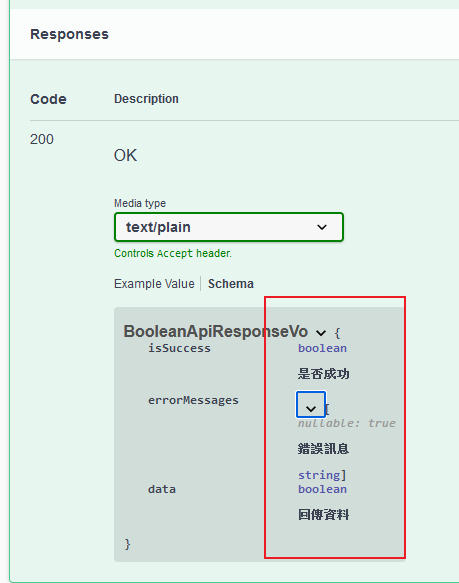 Responses
Code Description
200
OK
Media type
text/plain
Controls Accept header.
Example Value Schema
BooleanApiResponseVo {
isSuccess boolean
是否成功
errorMessages [
nullable: true
錯誤訊息
string]
data boolean
回傳資料
}